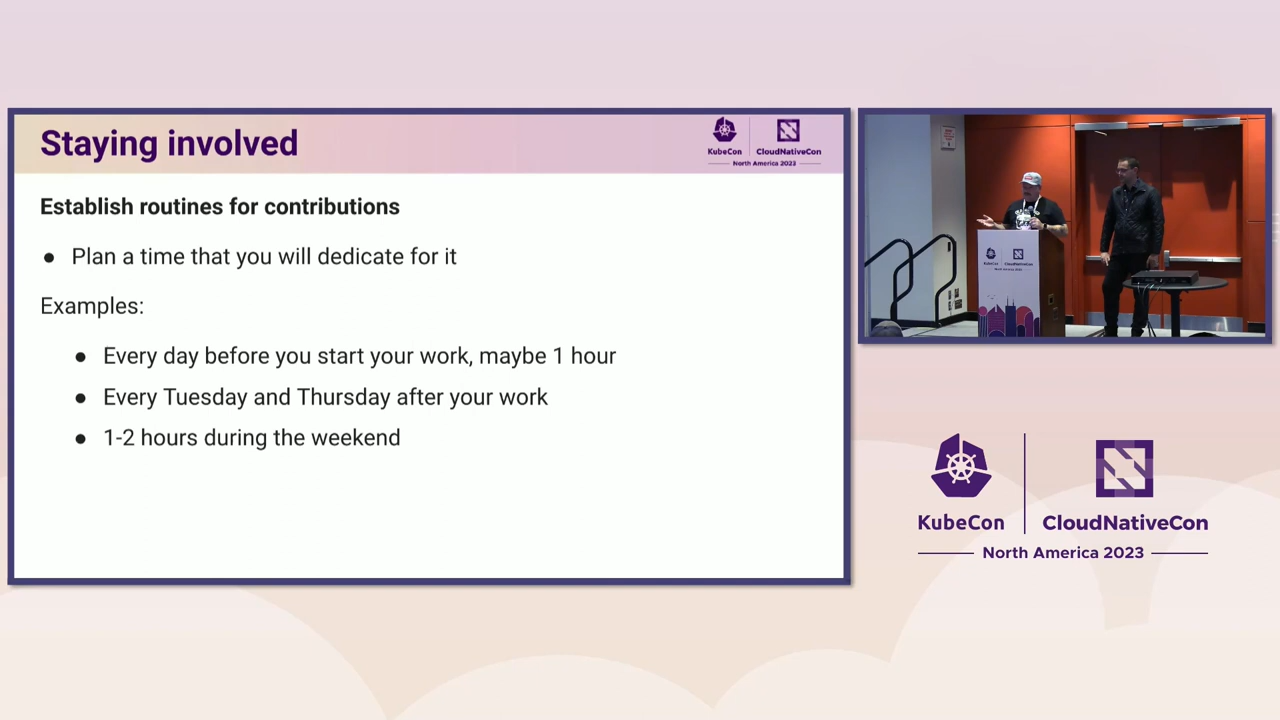 Staying involved
KubeCon
CloudNativeCon
North America 2023
Establish routines for contributions
● Plan a time that you will dedicate for it
Examples:
● Every day before you start your work, maybe 1 hour
● Every Tuesday and Thursday after your work
● 1-2 hours during the weekend
KubeCon
CloudNativeCon
North America 2023